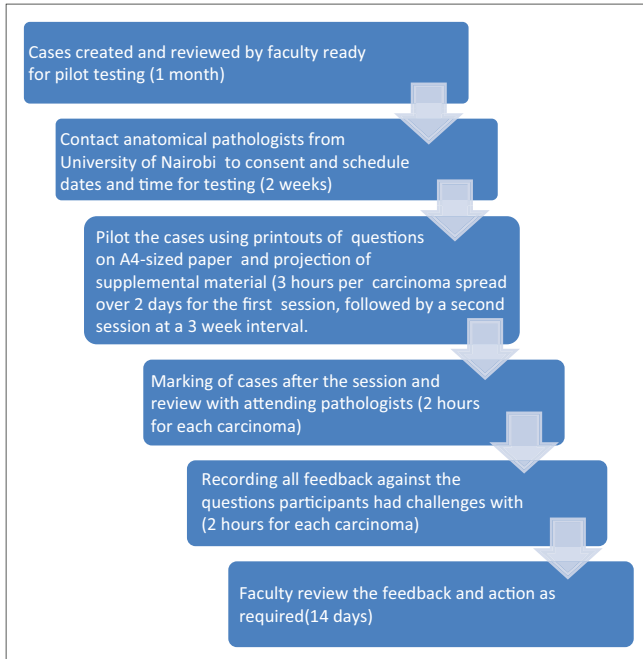 Cases created and reviewed by faculty ready
for pilot testing (1 month)
Contact anatomical pathologists from
University of Nairobi to consent and schedule
dates and time for testing (2 weeks)
Pilot the cases using printouts of questions
on A4-sized paper and projection of
supplemental material (3 hours per carcinoma spread
over 2 days for the first session, followed by a second
session at a 3 week interval.
Marking of cases after the session and
review with attending pathologists (2 hours
for each carcinoma)
Recording all feedback against the
questions participants had challenges with
(2 hours for each carcinoma)
Faculty review the feedback and action as
required(14 days)